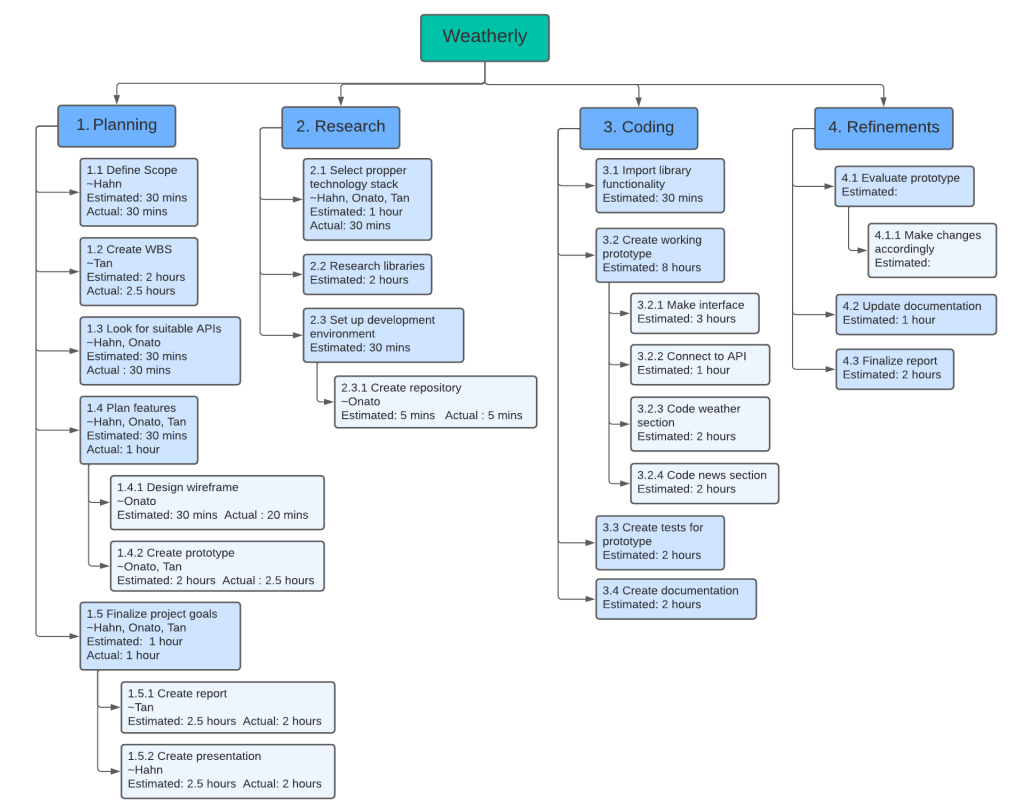 Weatherly
1. Planning
1.1 Define Scope
~Hahn
Estimated: 30 mins
Actual: 30 mins
1.2 Create WBS
~Tan
Estimated: 2 hours
Actual: 2.5 hours
1.3 Look for suitable APIs
~Hahn, Onato
Estimated: 30 mins
Actual : 30 mins
1.4 Plan features
~Hahn, Onato, Tan
Estimated: 30 mins
Actual: 1 hour
1.4.1 Design wireframe
~Onato
Estimated: 30 mins  Actual : 20 mins
1.4.2 Create prototype
~Onato, Tan
Estimated: 2 hours  Actual : 2.5 hours
1.5 Finalize project goals
~Hahn, Onato, Tan
Estimated:  1 hour
Actual: 1 hour
1.5.1 Create report
~Tan
Estimated: 2.5 hours  Actual: 2 hours
1.5.2 Create presentation
~Hahn
Estimated: 2.5 hours  Actual: 2 hours
2. Research
2.1 Select propper
technology stack
~Hahn, Onato, Tan
Estimated: 1 hour
Actual: 30 mins
2.2 Research libraries
Estimated: 2 hours
2.3 Set up development
environment
Estimated: 30 mins
2.3.1 Create repository
~Onato
Estimated: 5 mins   Actual : 5 mins
3. Coding
3.1 Import library
functionality
Estimated: 30 mins
3.2 Create working
prototype
Estimated: 8 hours
3.2.1 Make interface
Estimated: 3 hours
3.2.2 Connect to API
Estimated: 1 hour
3.2.3 Code weather
section
Estimated: 2 hours
3.2.4 Code news section
Estimated: 2 hours
3.3 Create tests for
prototype
Estimated: 2 hours
3.4 Create documentation
Estimated: 2 hours
4. Refinements
4.1 Evaluate prototype
Estimated:
4.1.1 Make changes
accordingly
Estimated:
4.2 Update documentation
Estimated: 1 hour
4.3 Finalize report
Estimated: 2 hours